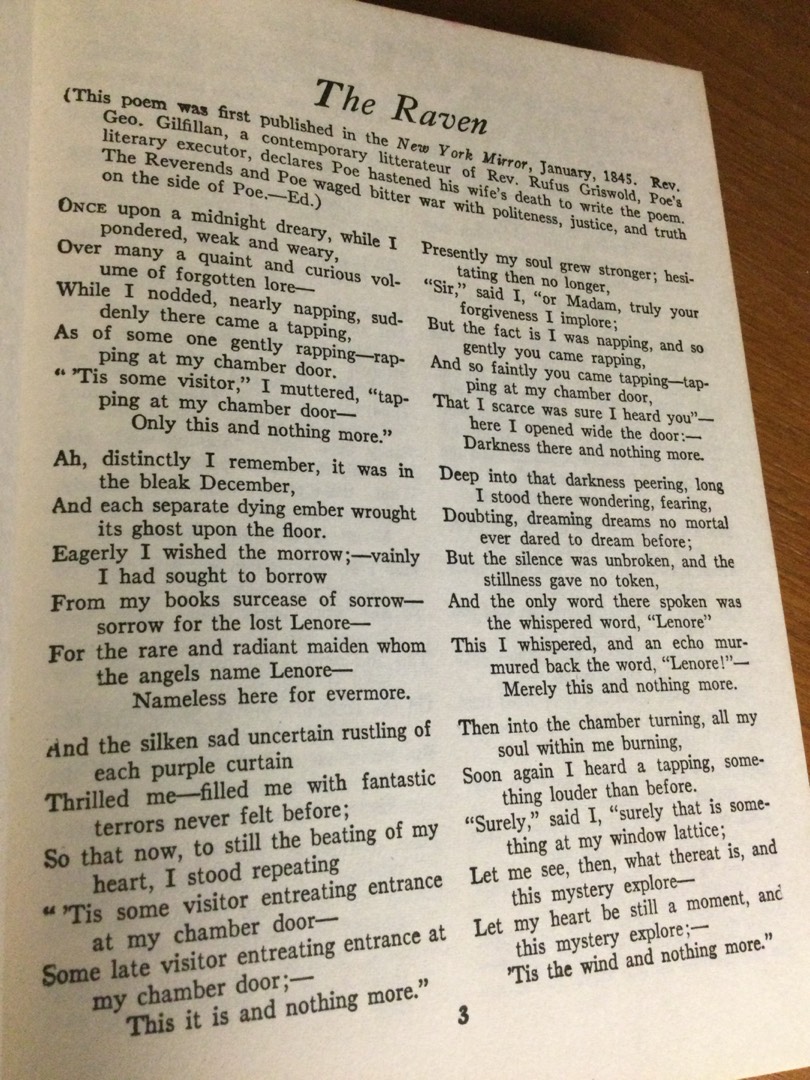 The Raven
(This poem was first published in the New York Mirror, January, 1845. Rev.
Geo. Gilfillan, a contemporary litterateur of Rev. Rufus Griswold, Poe's
literary executor, declares Poe hastened his wife's death to write the poem.
The Reverends and Poe waged bitter war with politeness, justice, and truth
on the side of Poe.—Ed.)
ONCE upon a midnight dreary, while I
pondered, weak and weary,
Over many a quaint and curious vol-
ume of forgotten lore—
While I nodded, nearly napping, sud-
denly there came a tapping,
As of some one gently rapping—rap-
ping at my chamber door.
“ 'Tis some visitor,” I muttered, “tap-
ping at my chamber door—
Only this and nothing more.”
Ah, distinctly I remember, it was in
the bleak December,
And each separate dying ember wrought
its ghost upon the floor.
Eagerly I wished the morrow;—vainly
I had sought to borrow
From my books surcease of sorrow—
sorrow for the lost Lenore—
For the rare and radiant maiden whom
the angels name Lenore—
Nameless here for evermore.
And the silken sad uncertain rustling of
each purple curtain
Thrilled me—filled me with fantastic
terrors never felt before;
So that now, to still the beating of my
heart, I stood repeating
“ 'Tis some visitor entreating entrance
at my chamber door—
Some late visitor entreating entrance at
my chamber door;—
This it is and nothing more.”
Presently my soul grew stronger; hesi-
tating then no longer,
“Sir,” said I, “or Madam, truly your
forgiveness I implore;
But the fact is I was napping, and so
gently you came rapping,
And so faintly you came tapping—tap-
ping at my chamber door,
That I scarce was sure I heard you”—
here I opened wide the door:—
Darkness there and nothing more.
Deep into that darkness peering, long
I stood there wondering, fearing,
Doubting, dreaming dreams no mortal
ever dared to dream before;
But the silence was unbroken, and the
stillness gave no token,
And the only word there spoken was
the whispered word, “Lenore”
This I whispered, and an echo mur-
mured back the word, “Lenore!”—
Merely this and nothing more.
Then into the chamber turning, all my
soul within me burning,
Soon again I heard a tapping, some-
thing louder than before.
“Surely,” said I, “surely that is some-
thing at my window lattice;
Let me see, then, what thereat is, and
this mystery explore—
Let my heart be still a moment, and
this mystery explore;—
'Tis the wind and nothing more.”
3